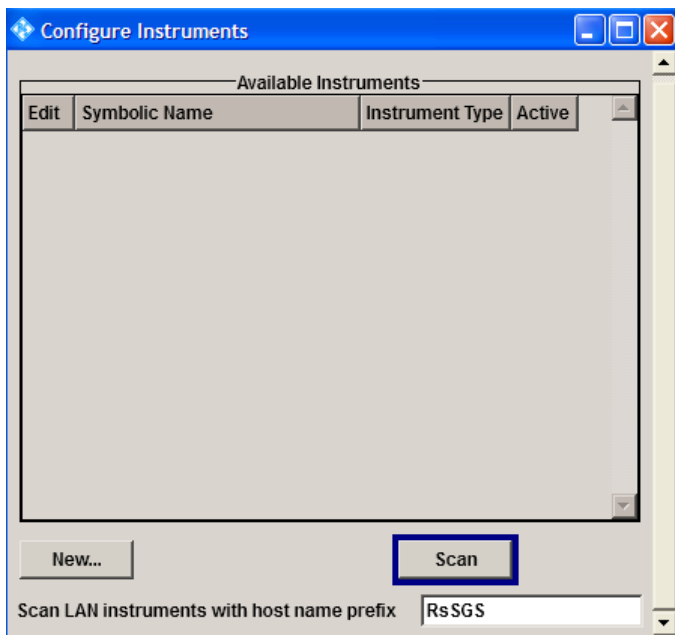 Configure Instruments
Available Instruments
Edit Symbolic Name Instrument Type Active
New... Scan
Scan LAN instruments with host name prefix RsSGS